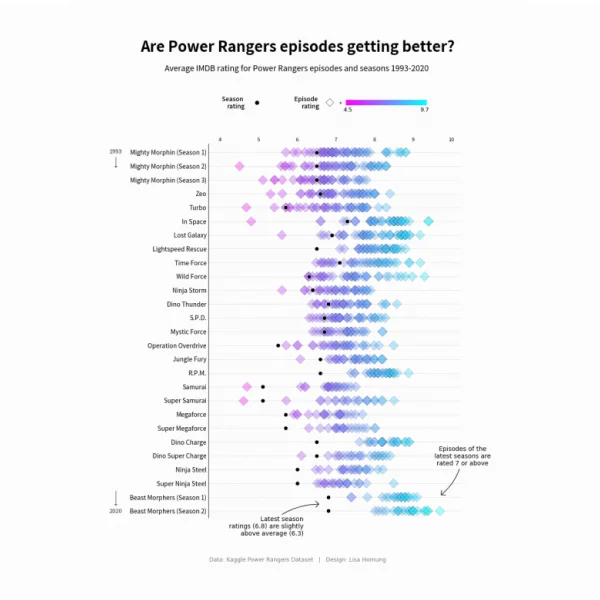 Are Power Rangers episodes getting better?
Average IMDB rating for Power Rangers episodes and seasons 1993-2020
Season
rating
Episode
rating
4.5
9.7
4 5 6 7 8 9 10
1993
Mighty Morphin (Season 1)
Mighty Morphin (Season 2)
Mighty Morphin (Season 3)
Zeo
Turbo
In Space
Lost Galaxy
Lightspeed Rescue
Time Force
Wild Force
Ninja Storm
Dino Thunder
S.P.D.
Mystic Force
Operation Overdrive
Jungle Fury
R.P.M.
Samurai
Super Samurai
Megaforce
Super Megaforce
Dino Charge
Dino Super Charge
Ninja Steel
Super Ninja Steel
Beast Morphers (Season 1)
2020
Beast Morphers (Season 2)
Episodes of the
latest seasons are
rated 7 or above
Latest season
ratings (6.8) are slightly
above average (6.3)
Data: Kaggle Power Rangers Dataset | Design: Lisa Hornung